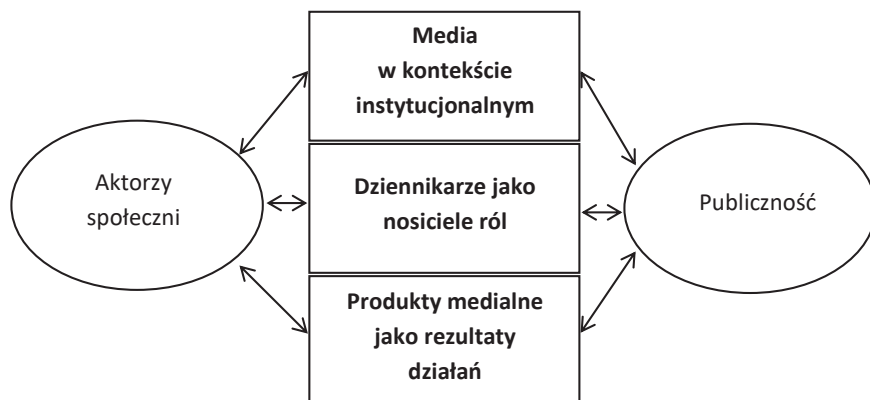 Media
w kontekście
instytucjonalnym
Aktorzy
społeczni
Dziennikarze jako
nosiciele ról
Publiczność
Produkty medialne
jako rezultaty
działań